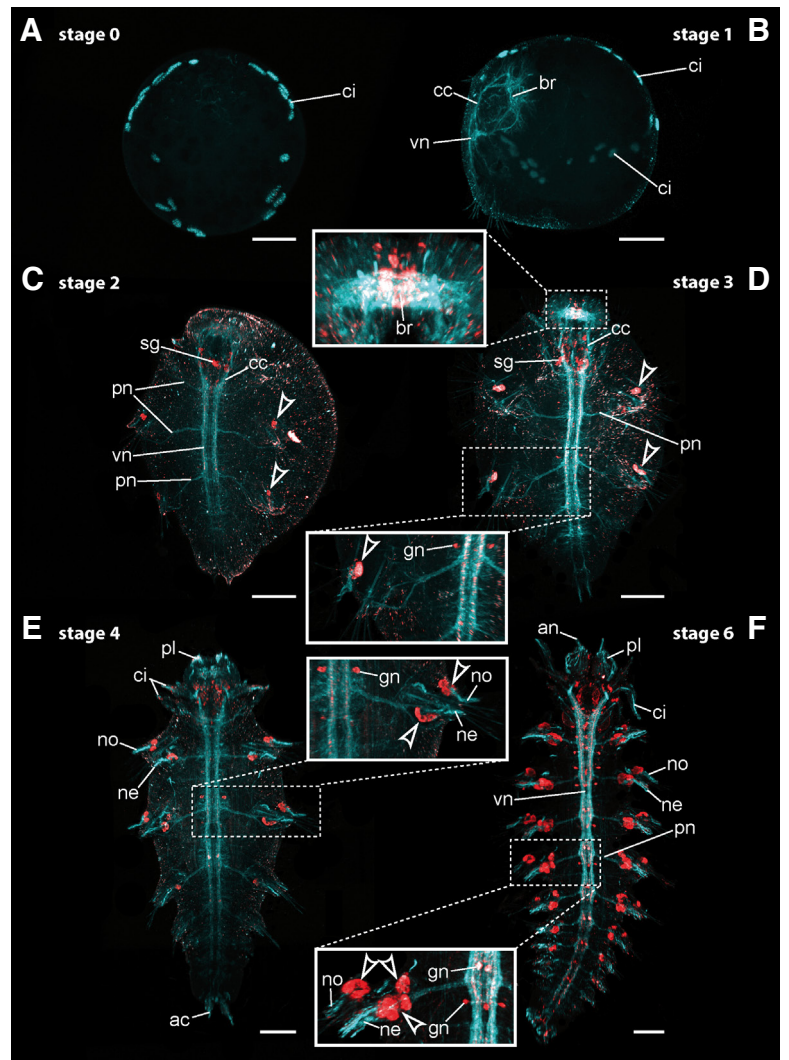 A stage 0
stage 1 B
ci
cc
br
ci
vn
ci
C stage 2
stage 3 D
br
sg
cc
pn
vn
pn
cc
sg
pn
gn
E stage 4
stage 6 F
pl
ci
no
ne
ac
gn
no
ne
an
pl
ci
no
ne
vn
pn
no
gn
ne
gn